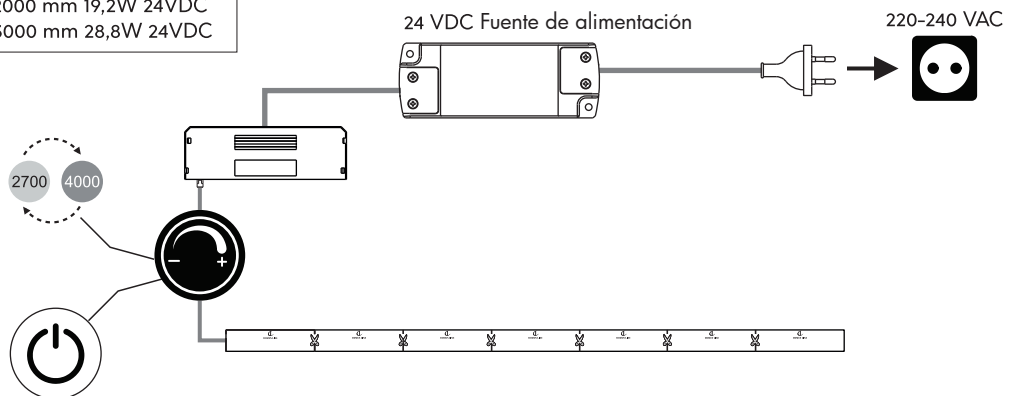 2000 mm 19,2W 24VDC
3000 mm 28,8W 24VDC
24 VDC Fuente de alimentación
220-240 VAC
2700
4000
- +